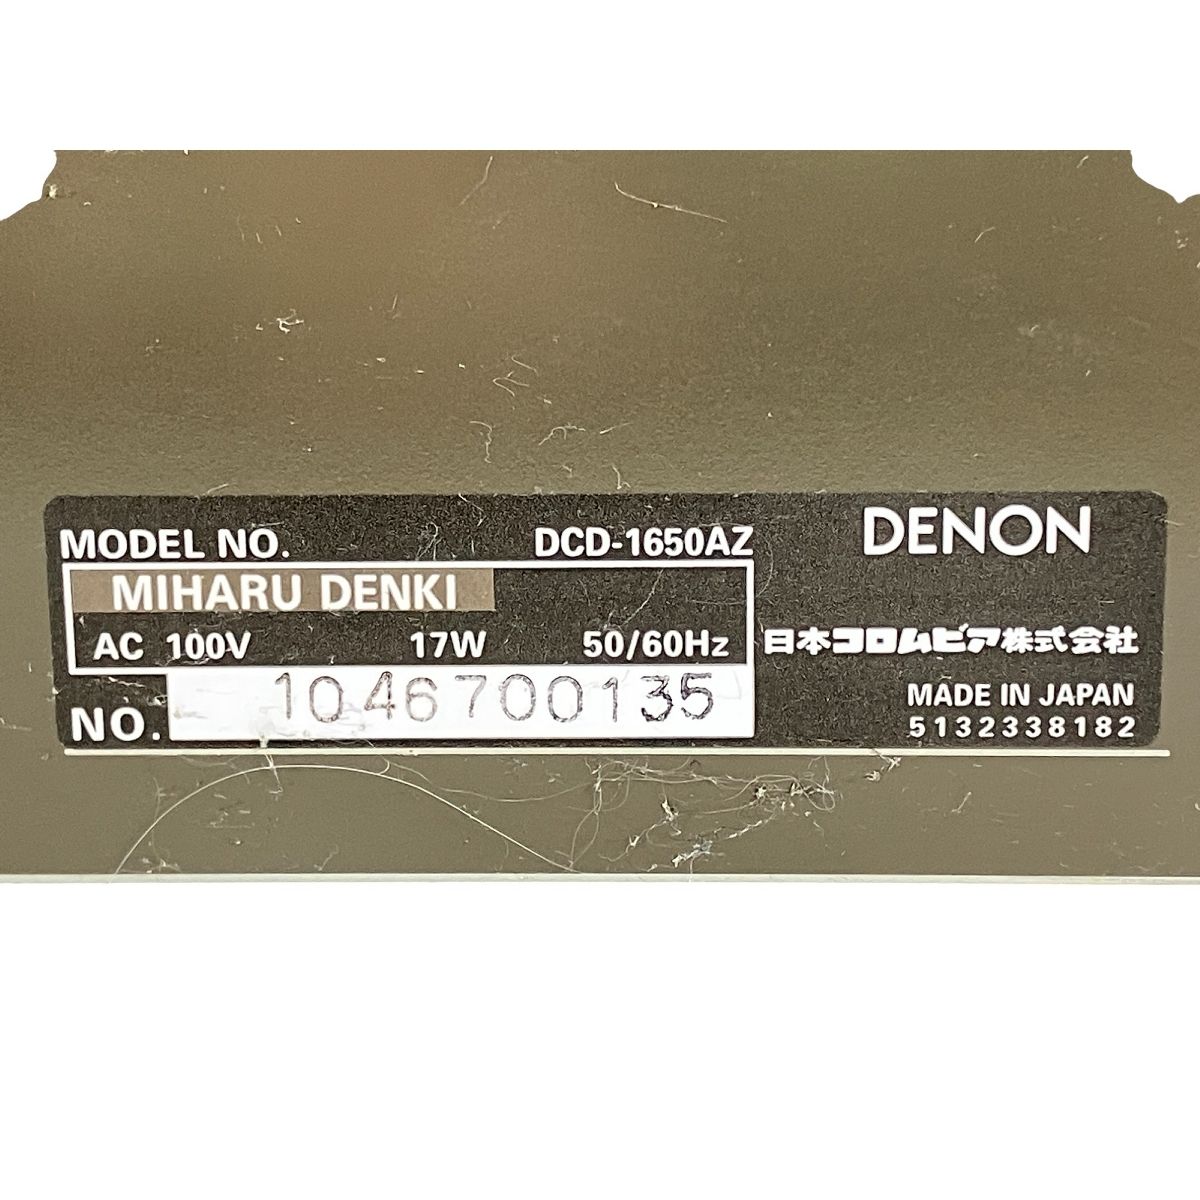 MODEL NO. DCD-1650AZ
MIHARU DENKI
AC 100V 17W 50/60Hz
NO. 1046700135
DENON
日本コロムビア株式会社
MADE IN JAPAN
5132338182